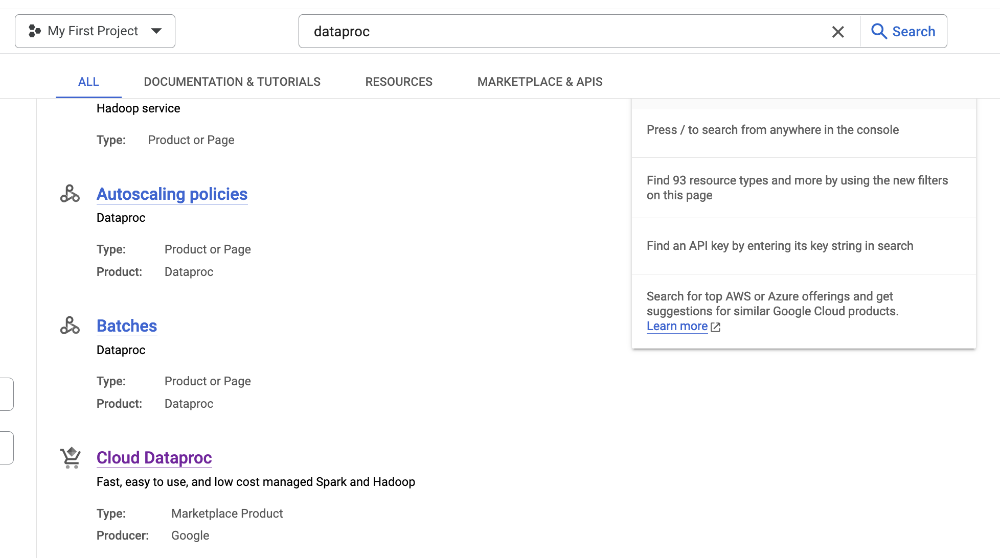 My First Project
dataproc
Search
ALL
DOCUMENTATION & TUTORIALS
RESOURCES
MARKETPLACE & APIS
Hadoop service
Type: Product or Page
Autoscaling policies
Dataproc
Type: Product or Page
Product: Dataproc
Batches
Dataproc
Type: Product or Page
Product: Dataproc
Cloud Dataproc
Fast, easy to use, and low cost managed Spark and Hadoop
Type: Marketplace Product
Producer: Google
Press / to search from anywhere in the console
Find 93 resource types and more by using the new filters
on this page
Find an API key by entering its key string in search
Search for top AWS or Azure offerings and get
suggestions for similar Google Cloud products.
Learn more